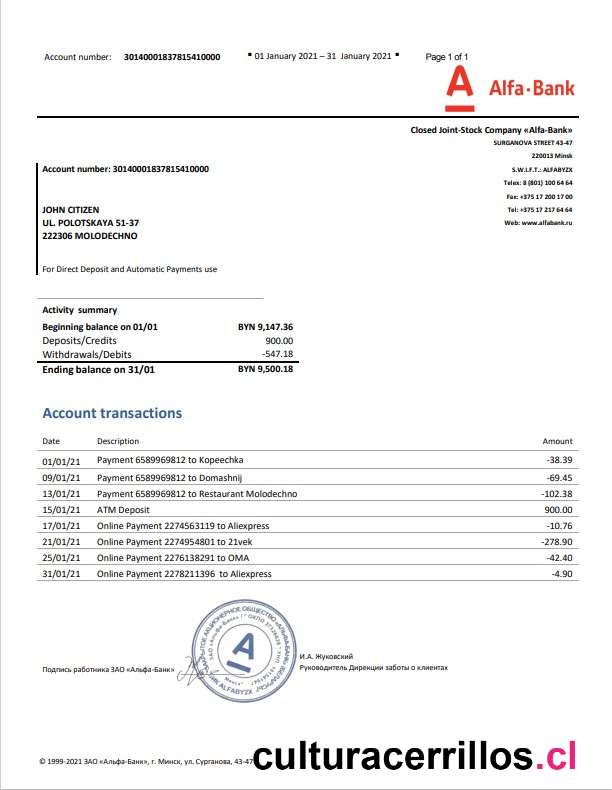 Account number: 30140001837815410000 ▪ 01 January 2021 – 31 January 2021 ▪ Page 1 of 1
Alfa·Bank
Closed Joint-Stock Company «Alfa-Bank»
SURGANOVA STREET 43-47
220013 Minsk
S.W.I.F.T.: ALFABYZX
Telex: 8 (801) 100 64 64
Fax: +375 17 200 17 00
Tel: +375 17 217 64 64
Web: www.alfabank.ru
Account number: 30140001837815410000
JOHN CITIZEN
UL. POLOTSKAYA 51-37
222306 MOLODECHNO
For Direct Deposit and Automatic Payments use
Activity summary
Beginning balance on 01/01 BYN 9,147.36
Deposits/Credits 900.00
Withdrawals/Debits -547.18
Ending balance on 31/01 BYN 9,500.18
Account transactions
Date Description Amount
01/01/21 Payment 6589969812 to Kopeechka -38.39
09/01/21 Payment 6589969812 to Domashnij -69.45
13/01/21 Payment 6589969812 to Restaurant Molodechno -102.38
15/01/21 ATM Deposit 900.00
17/01/21 Online Payment 2274563119 to Aliexpress -10.76
21/01/21 Online Payment 2274954801 to 21vek -278.90
25/01/21 Online Payment 2276138291 to OMA -42.40
31/01/21 Online Payment 2278211396 to Aliexpress -4.90
ЗАКРЫТОЕ АКЦИОНЕРНОЕ ОБЩЕСТВО «АЛЬФА-БАНК»
ALFABYZX
ЗАО «Альфа-Банк»
Подпись работника ЗАО «Альфа-Банк»
И.А. Жуковский
Руководитель Дирекции заботы о клиентах
© 1999-2021 ЗАО «Альфа-Банк», г. Минск, ул. Сурганова, 43-47
culturacerrillos.cl